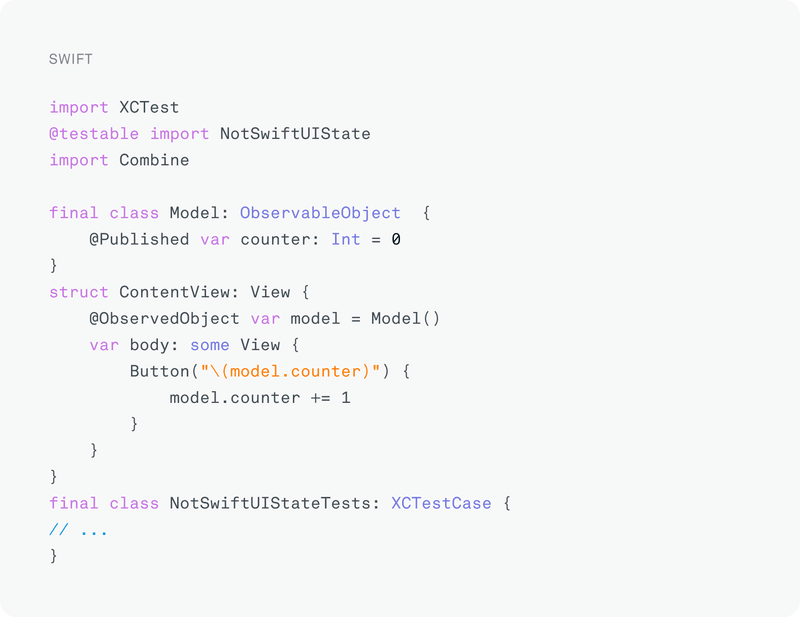 SWIFT
import XCTest
@testable import NotSwiftUIState
import Combine
final class Model: ObservableObject  {
    @Published var counter: Int = 0
}
struct ContentView: View {
    @ObservedObject var model = Model()
    var body: some View {
        Button("\(model.counter)") {
            model.counter += 1
        }
    }
}
final class NotSwiftUIStateTests: XCTestCase {
// ...
}